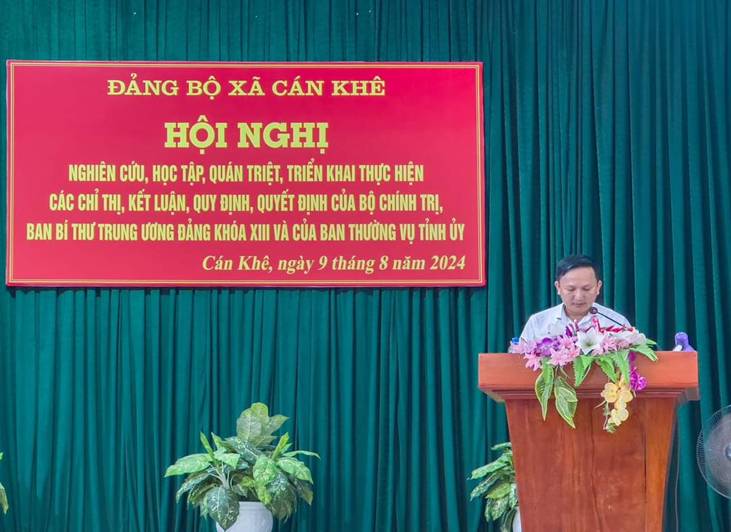 ĐẢNG BỘ XÃ CÁN KHÊ
HỘI NGHỊ
NGHIÊN CỨU, HỌC TẬP, QUÁN TRIỆT, TRIỂN KHAI THỰC HIỆN
CÁC CHỈ THỊ, KẾT LUẬN, QUY ĐỊNH, QUYẾT ĐỊNH CỦA BỘ CHÍNH TRỊ,
BAN BÍ THƯ TRUNG ƯƠNG ĐẢNG KHÓA XIII VÀ CỦA BAN THƯỜNG VỤ TỈNH ỦY
Cán Khê, ngày 9 tháng 8 năm 2024